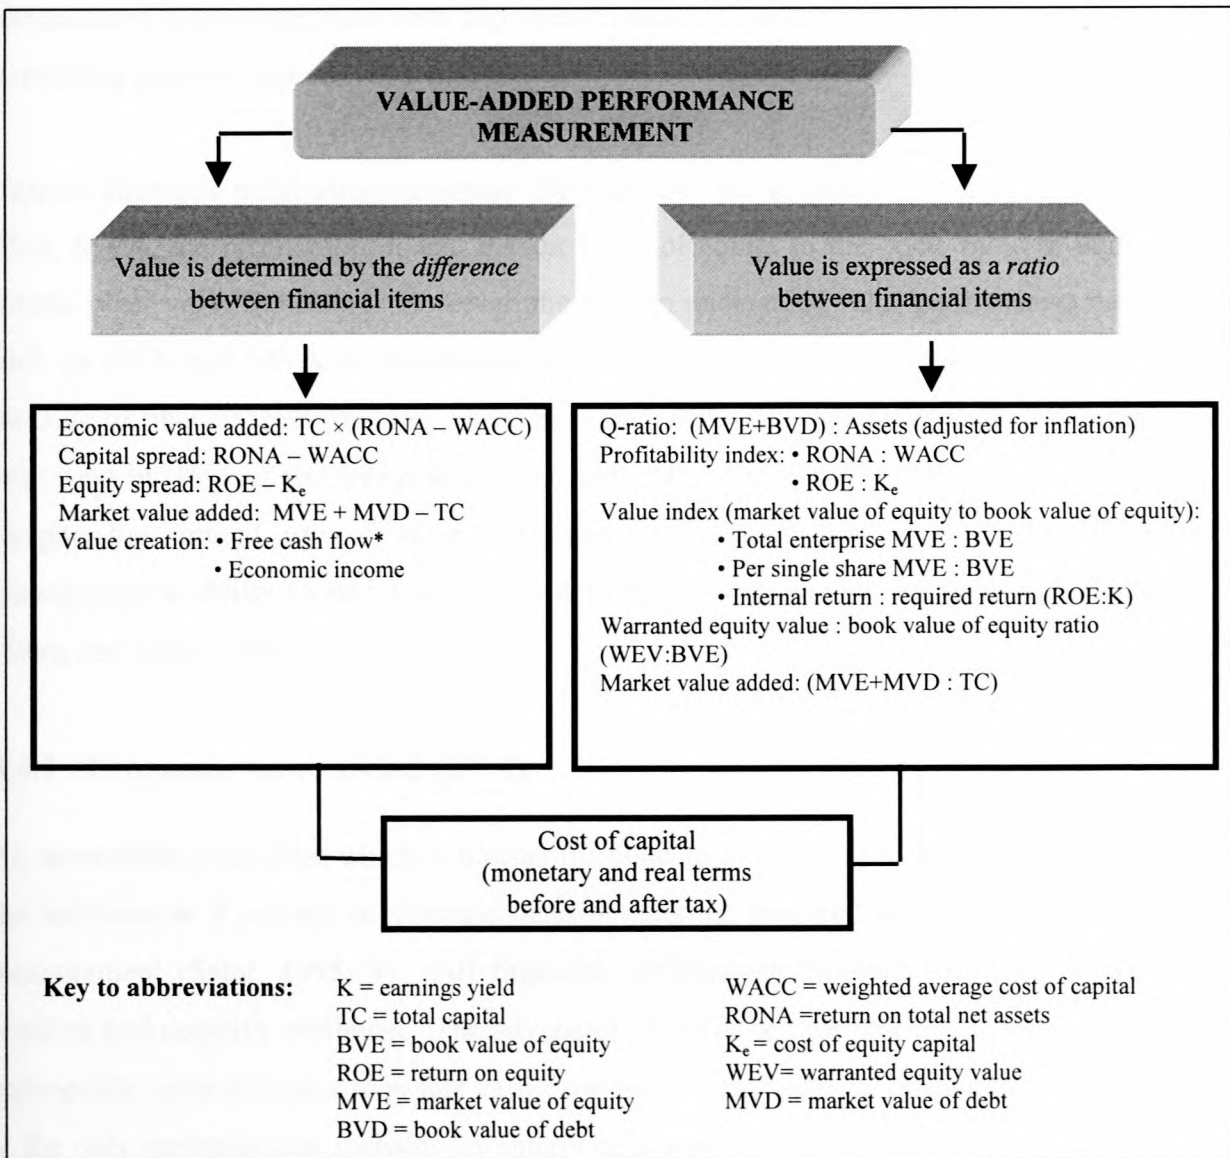 VALUE-ADDED PERFORMANCE
MEASUREMENT
Value is determined by the difference
between financial items
Value is expressed as a ratio
between financial items
Economic value added: TC × (RONA – WACC)
Capital spread: RONA – WACC
Equity spread: ROE – Ke
Market value added: MVE + MVD – TC
Value creation: • Free cash flow*
• Economic income
Q-ratio: (MVE+BVD) : Assets (adjusted for inflation)
Profitability index: • RONA : WACC
• ROE : Ke
Value index (market value of equity to book value of equity):
• Total enterprise MVE : BVE
• Per single share MVE : BVE
• Internal return : required return (ROE:K)
Warranted equity value : book value of equity ratio
(WEV:BVE)
Market value added: (MVE+MVD : TC)
Cost of capital
(monetary and real terms
before and after tax)
Key to abbreviations:
K = earnings yield
TC = total capital
BVE = book value of equity
ROE = return on equity
MVE = market value of equity
BVD = book value of debt
WACC = weighted average cost of capital
RONA =return on total net assets
Ke = cost of equity capital
WEV= warranted equity value
MVD = market value of debt